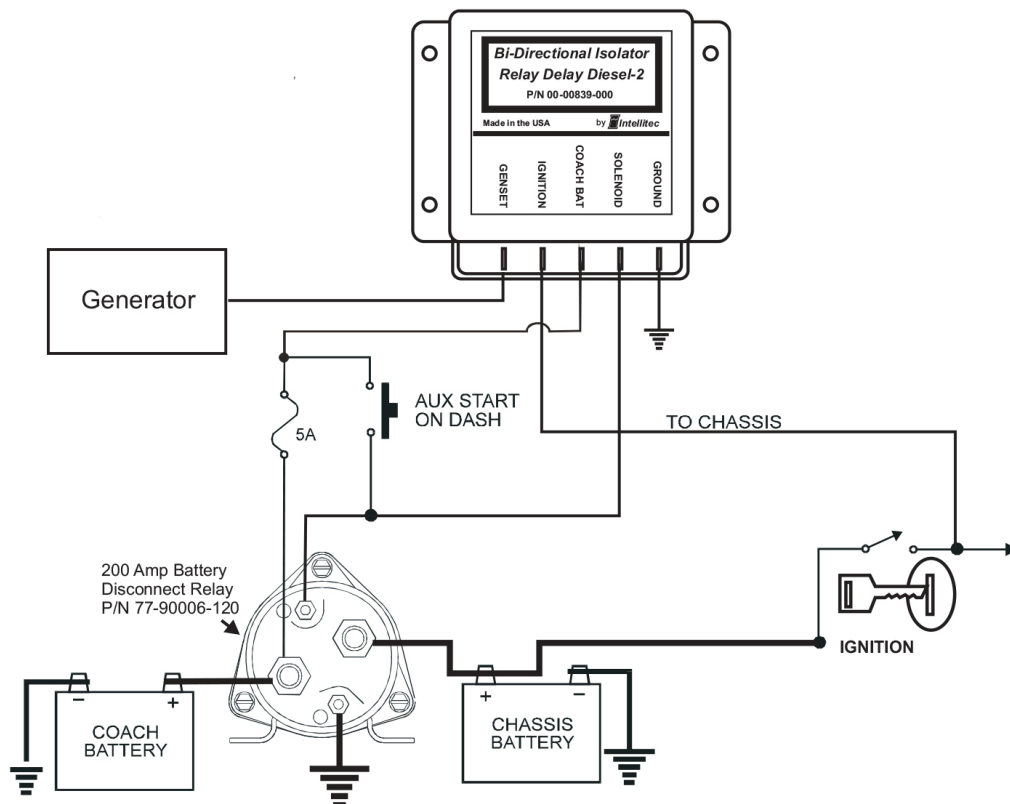 Bi-Directional Isolator
Relay Delay Diesel-2
P/N 00-00839-000
Made in the USA
by Intellitec
GENSET
IGNITION
COACH BAT
SOLENOID
GROUND
Generator
5A
AUX START
ON DASH
TO CHASSIS
200 Amp Battery
Disconnect Relay
P/N 77-90006-120
IGNITION
− +
COACH
BATTERY
+ −
CHASSIS
BATTERY